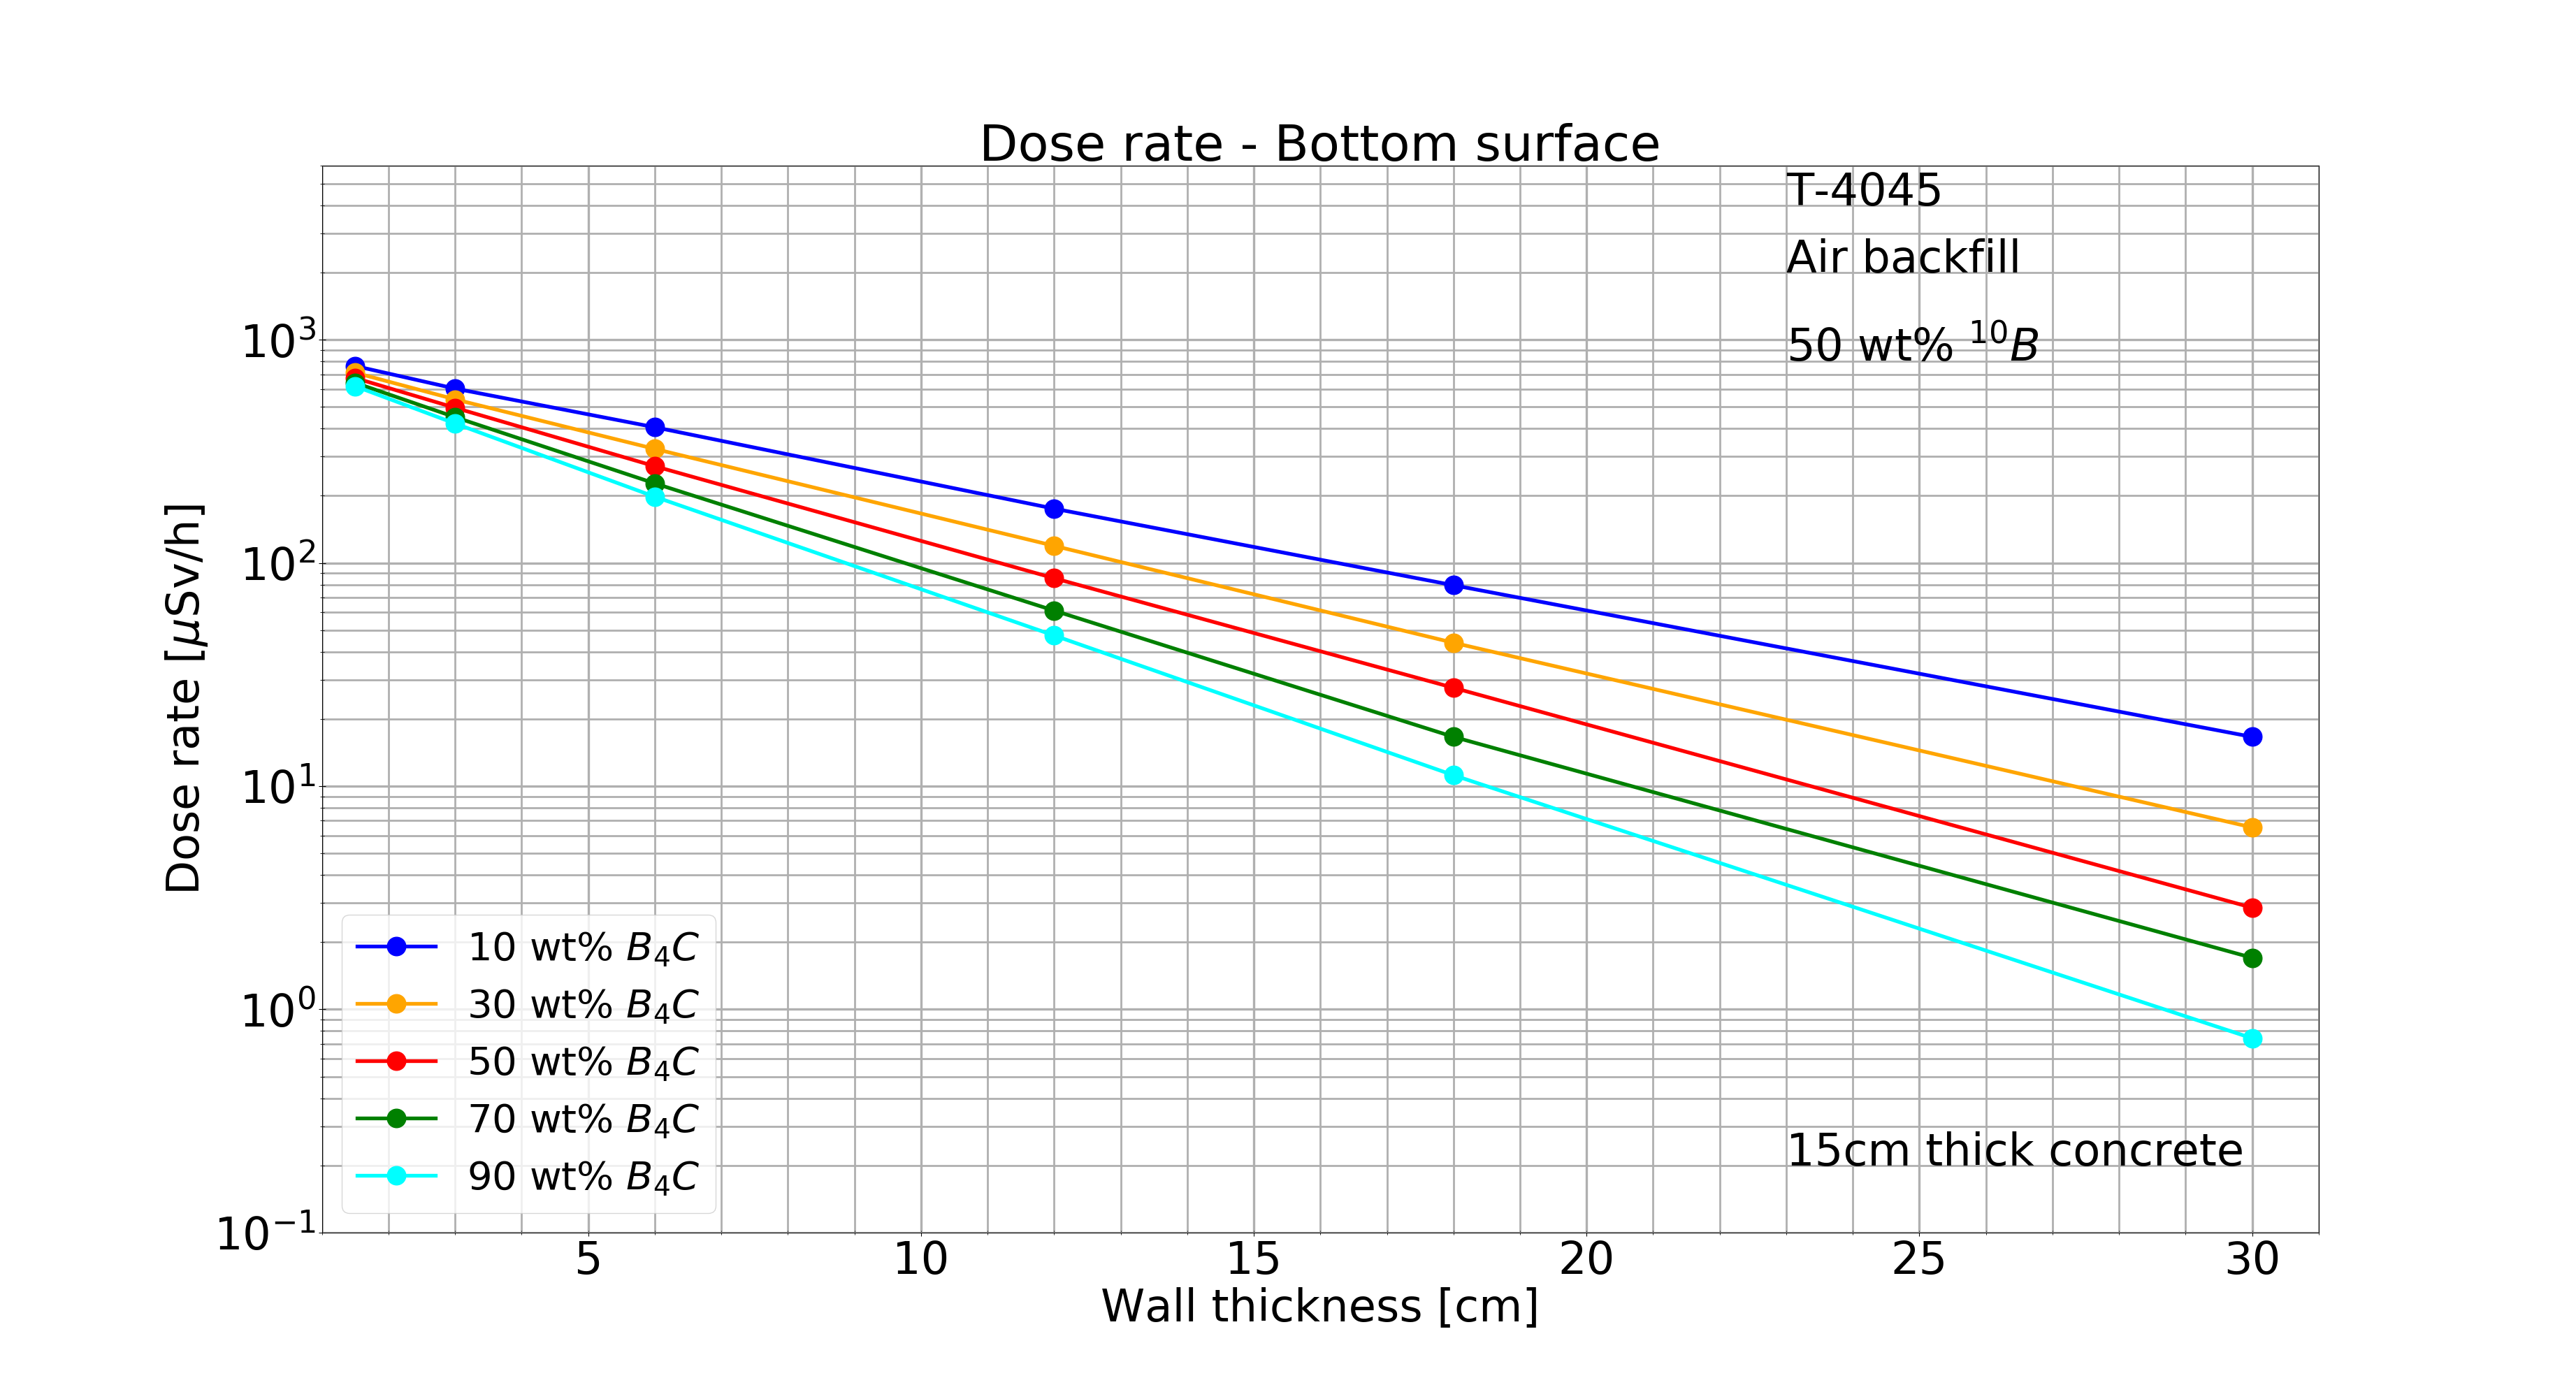 Dose rate - Bottom surface
T-4045
Air backfill
50 wt% ¹⁰B
10³
10²
10¹
10⁰
10⁻¹
Dose rate [μSv/h]
10 wt% B₄C
30 wt% B₄C
50 wt% B₄C
70 wt% B₄C
90 wt% B₄C
15cm thick concrete
5 10 15 20 25 30
Wall thickness [cm]